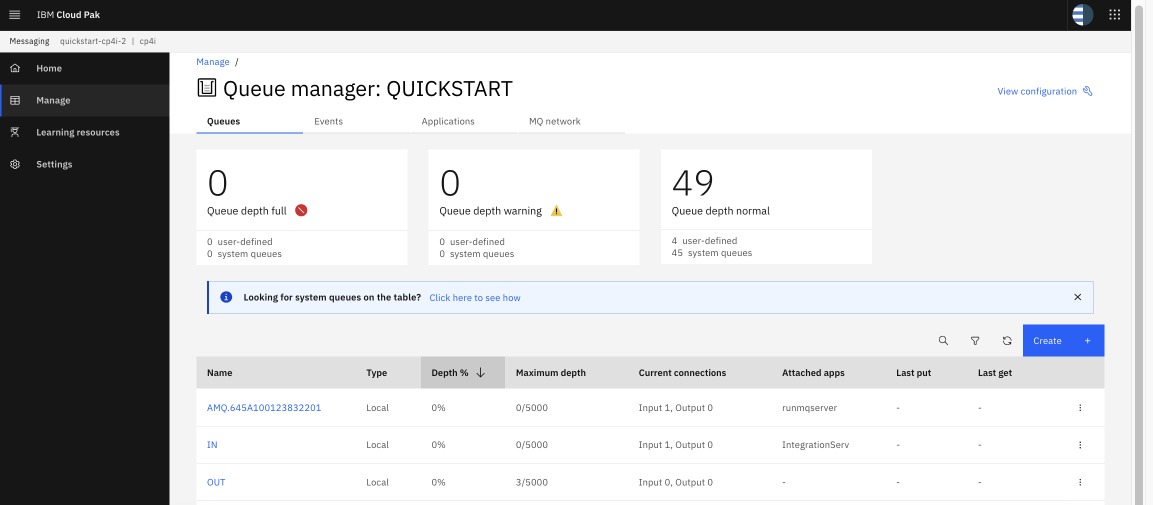 IBM Cloud Pak
Messaging quickstart-cp4i-2 | cp4i
Home
Manage
Learning resources
Settings
Manage /
Queue manager: QUICKSTART
View configuration
Queues Events Applications MQ network
0 0 49
Queue depth full Queue depth warning Queue depth normal
0 user-defined 0 user-defined 4 user-defined
0 system queues 0 system queues 45 system queues
Looking for system queues on the table? Click here to see how
Create +
Name Type Depth % Maximum depth Current connections Attached apps Last put Last get
AMQ.645A100123832201 Local 0% 0/5000 Input 1, Output 0 runmqserver - -
IN Local 0% 0/5000 Input 1, Output 0 IntegrationServ - -
OUT Local 0% 3/5000 Input 0, Output 0 - - -